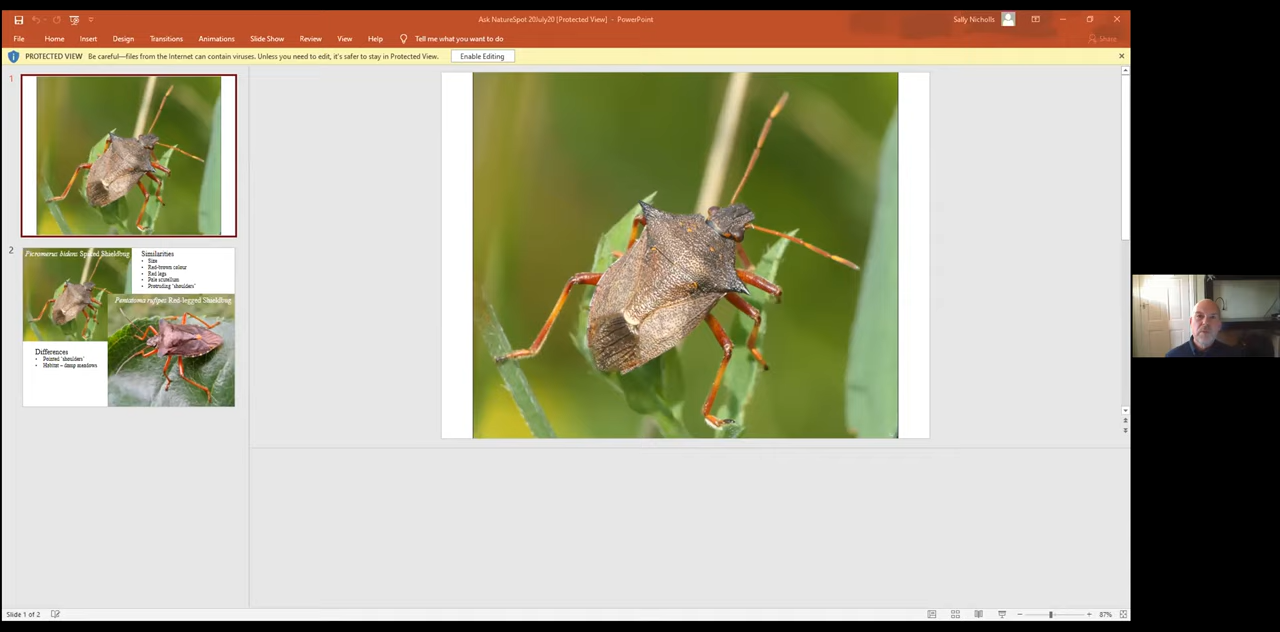 Ask NatureSpot 20July20 [Protected View] - PowerPoint
Sally Nicholls
File Home Insert Design Transitions Animations Slide Show Review View Help Tell me what you want to do
Share
PROTECTED VIEW Be careful—files from the Internet can contain viruses. Unless you need to edit, it's safer to stay in Protected View. Enable Editing
1
2
Picromerus bidens Spiked Shieldbug
Similarities
• Size
• Red-brown colour
• Red legs
• Pale scutellum
• Protruding 'shoulders'
Pentatoma rufipes Red-legged Shieldbug
Differences
• Pointed 'shoulders'
• Habitat – damp meadows
Slide 1 of 2
87%